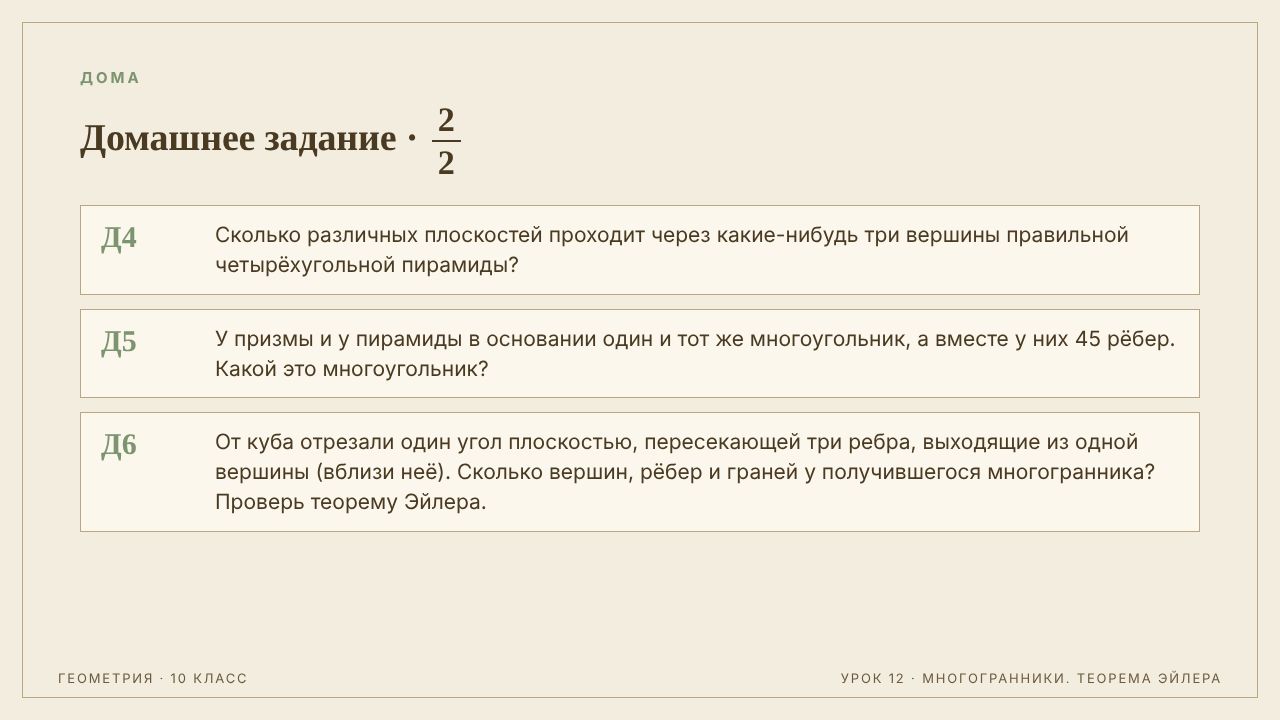 ДОМА
Домашнее задание · 2/2
Д4
Сколько различных плоскостей проходит через какие-нибудь три вершины правильной
четырёхугольной пирамиды?
Д5
У призмы и у пирамиды в основании один и тот же многоугольник, а вместе у них 45 рёбер.
Какой это многоугольник?
Д6
От куба отрезали один угол плоскостью, пересекающей три ребра, выходящие из одной
вершины (вблизи неё). Сколько вершин, рёбер и граней у получившегося многогранника?
Проверь теорему Эйлера.
ГЕОМЕТРИЯ · 10 КЛАСС
УРОК 12 · МНОГОГРАННИКИ. ТЕОРЕМА ЭЙЛЕРА